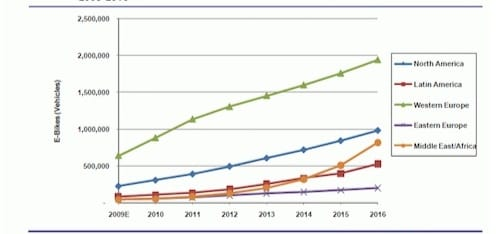 2,500,000
2,000,000
1,500,000
1,000,000
500,000
-
E-Bikes (Vehicles)
2009E 2010 2011 2012 2013 2014 2015 2016
North America
Latin America
Western Europe
Eastern Europe
Middle East/Africa